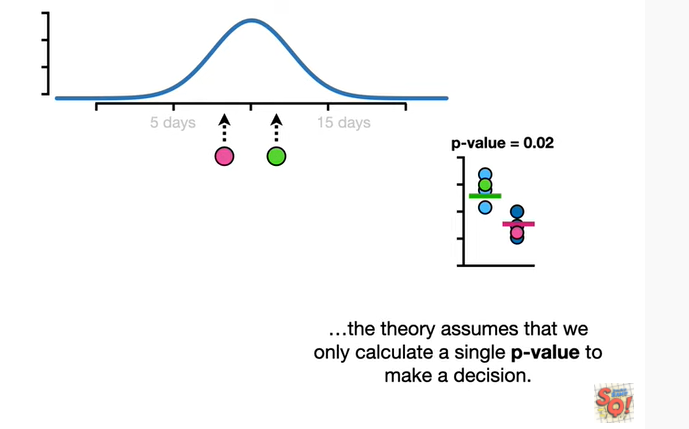 5 days
15 days
p-value = 0.02
...the theory assumes that we
only calculate a single p-value to
make a decision.
SQ!